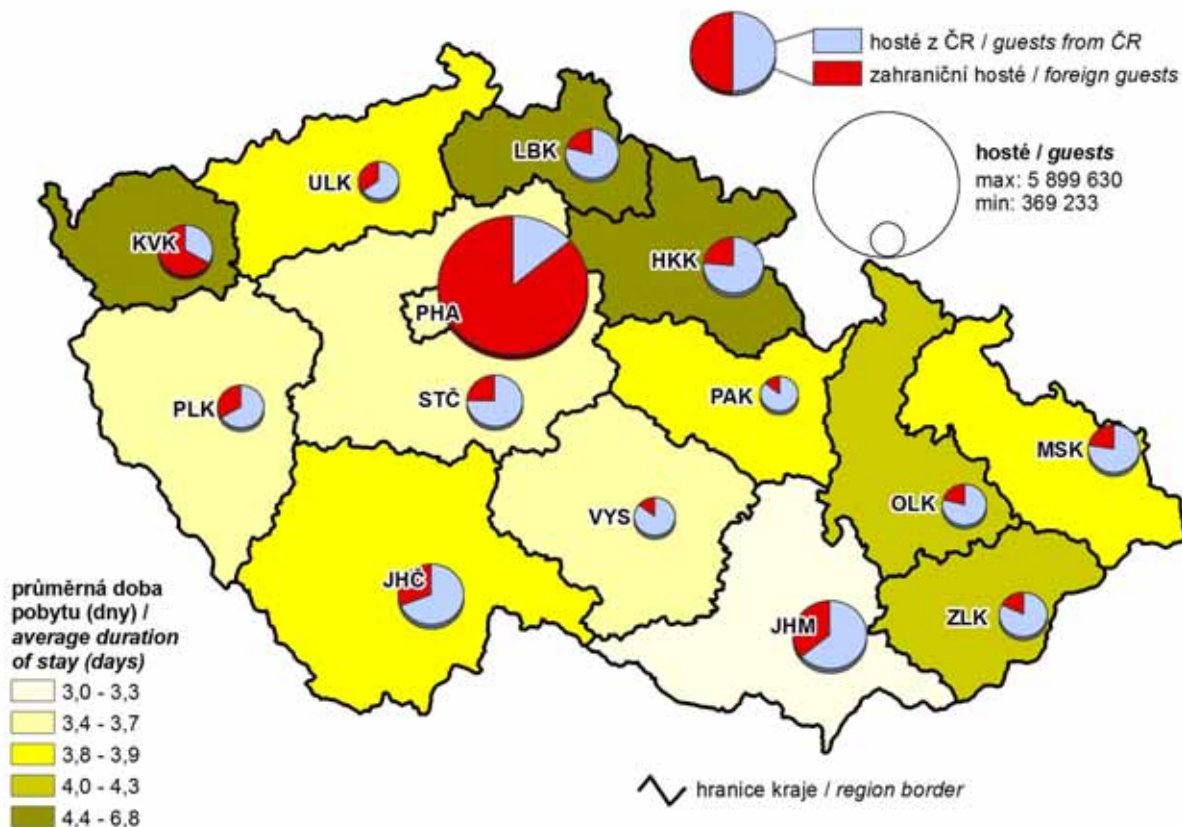 hosté z ČR / guests from ČR
zahraniční hosté / foreign guests
hosté / guests
max: 5 899 630
min: 369 233
LBK
ULK
KVK
HKK
PHA
PLK
STČ
PAK
MSK
OLK
VYS
JHČ
JHM
ZLK
průměrná doba
pobytu (dny) /
average duration
of stay (days)
3,0 - 3,3
3,4 - 3,7
3,8 - 3,9
4,0 - 4,3
4,4 - 6,8
hranice kraje / region border